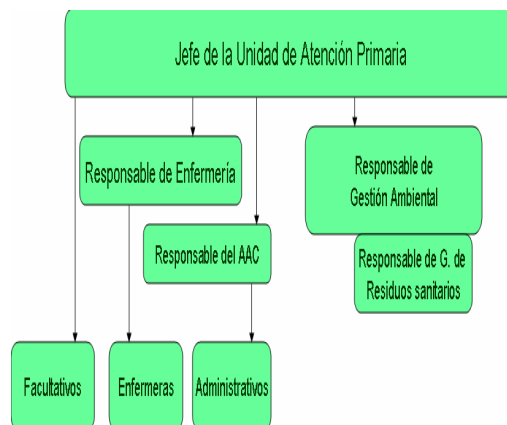 Jefe de la Unidad de Atención Primaria
Responsable de Enfermería
Responsable de
Gestión Ambiental
Responsable del AAC
Responsable de G. de
Residuos sanitarios
Facultativos
Enfermeras
Administrativos